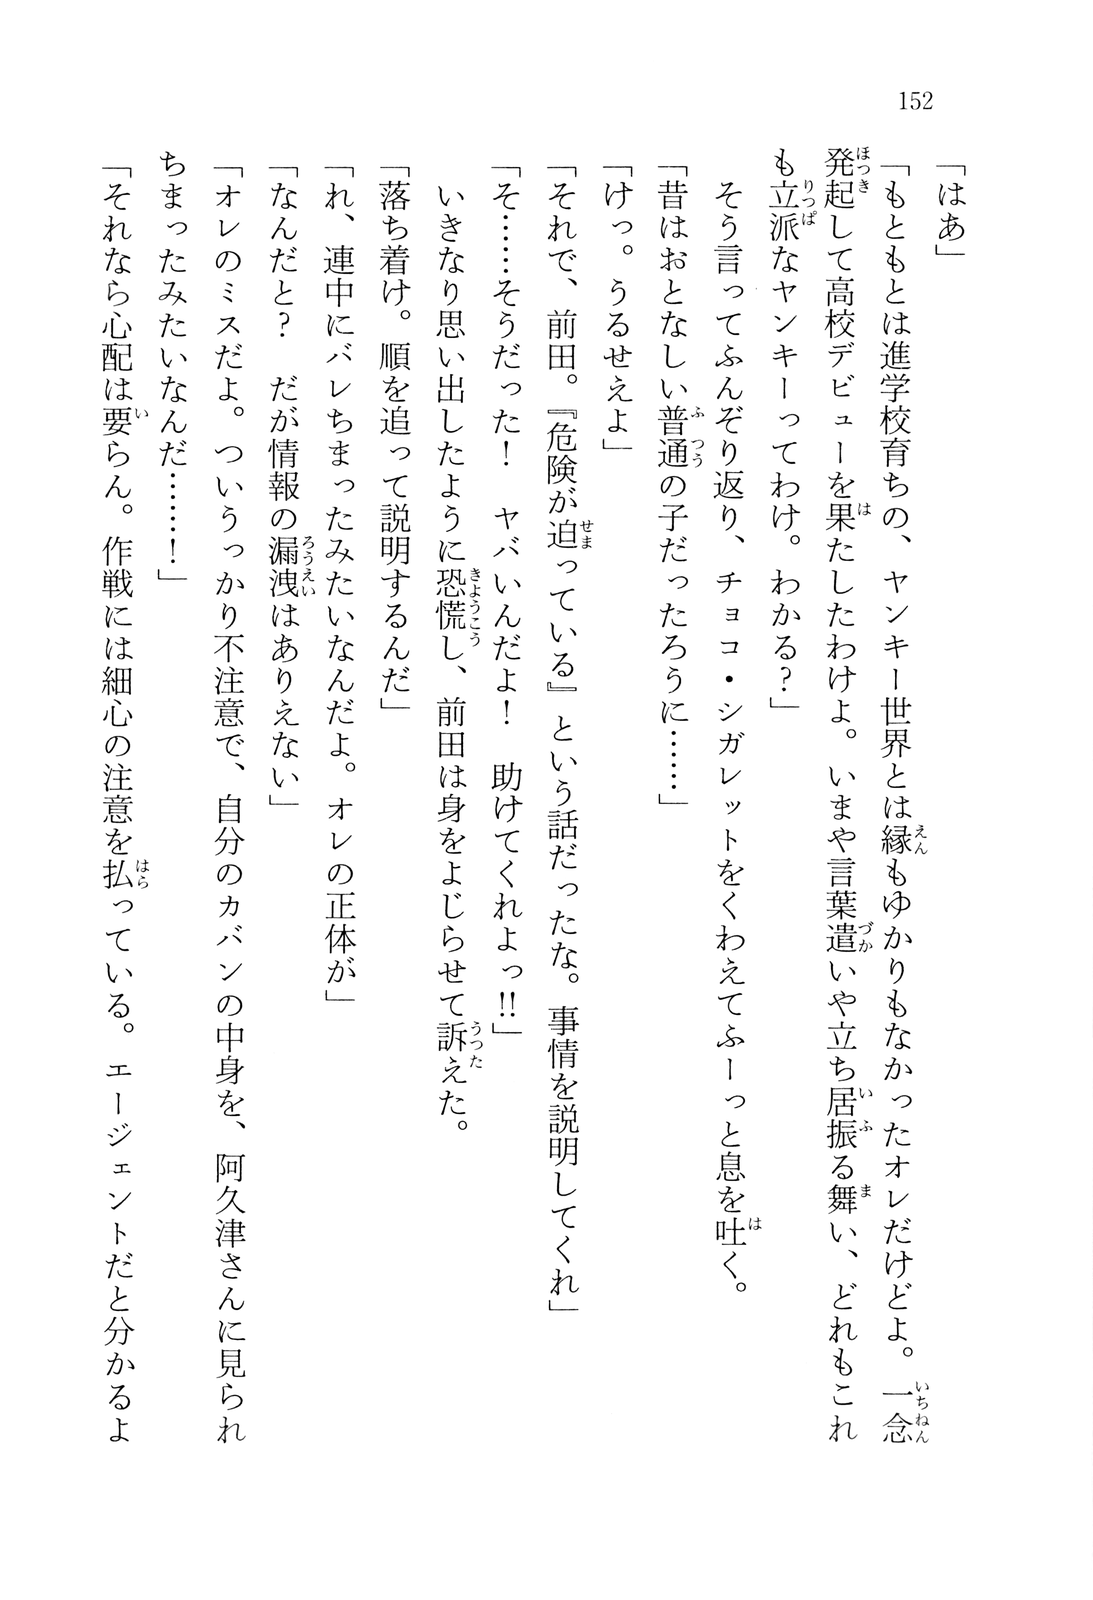 152
「はあ」
「もともとは進学校育ちの、ヤンキー世界とは縁もゆかりもなかったオレだけどよ。一念
発起して高校デビューを果たしたわけよ。いまや言葉遣いや立ち居振る舞い、どれもこれ
も立派なヤンキーってわけ。わかる?」
そう言ってふんぞり返り、チョコ・シガレットをくわえてふーっと息を吐く。
「昔はおとなしい普通の子だったろうに……」
「けっ。うるせえよ」
「それで、前田。『危険が迫っている』という話だったな。事情を説明してくれ」
「そ……そうだった! ヤバいんだよ! 助けてくれよっ!!」
いきなり思い出したように恐慌し、前田は身をよじらせて訴えた。
「落ち着け。順を追って説明するんだ」
「れ、連中にバレちまったみたいなんだよ。オレの正体が」
「なんだと? だが情報の漏洩はありえない」
「オレのミスだよ。ついうっかり不注意で、自分のカバンの中身を、阿久津さんに見られ
ちまったみたいなんだ……!」
「それなら心配は要らん。作戦には細心の注意を払っている。エージェントだと分かるよ